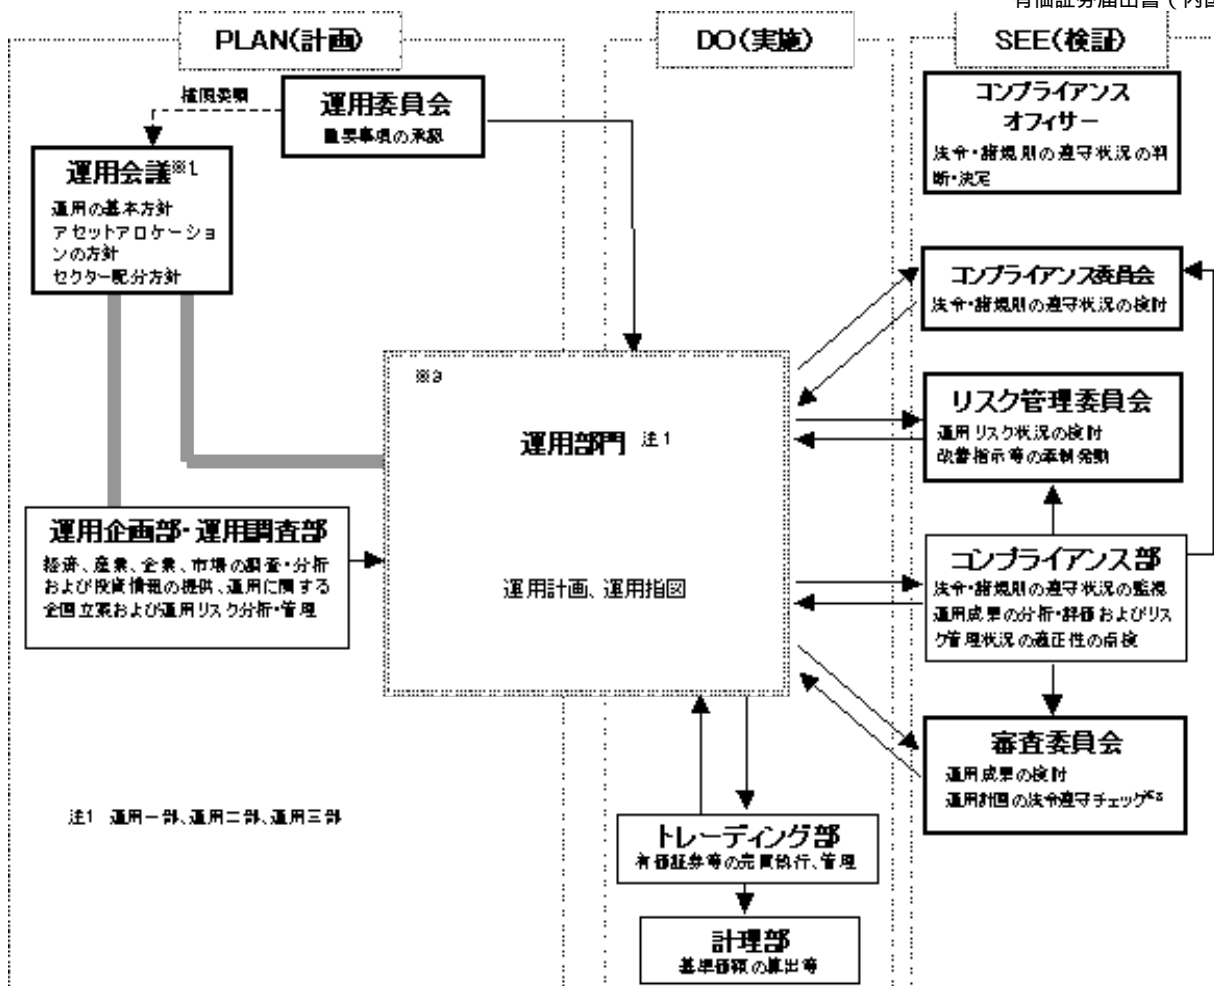 有価証券届出書(内国
PLAN(計画)
DO(実施)
SEE(検証)
権限委嘱
運用委員会
重要事項の承認
運用会議※1
運用の基本方針
アセットアロケーショ
ンの方針
セクター配分方針
コンプライアンス
オフィサー
法令・諸規則の遵守状況の判
断・決定
コンプライアンス委員会
法令・諸規則の遵守状況の検討
※3
運用部門 注1
運用計画、運用指図
リスク管理委員会
運用リスク状況の検討
改善指示等の牽制発動
運用企画部・運用調査部
経済、産業、企業、市場の調査・分析
および投資情報の提供、運用に関する
企画立案および運用リスク分析・管理
コンプライアンス部
法令・諸規則の遵守状況の監視
運用成果の分析・評価およびリス
ク管理状況の適正性の点検
審査委員会
運用成果の検討
運用計画の法令遵守チェック※2
注1 運用一部、運用二部、運用三部
トレーディング部
有価証券等の売買執行、管理
計理部
基準価額の算出等